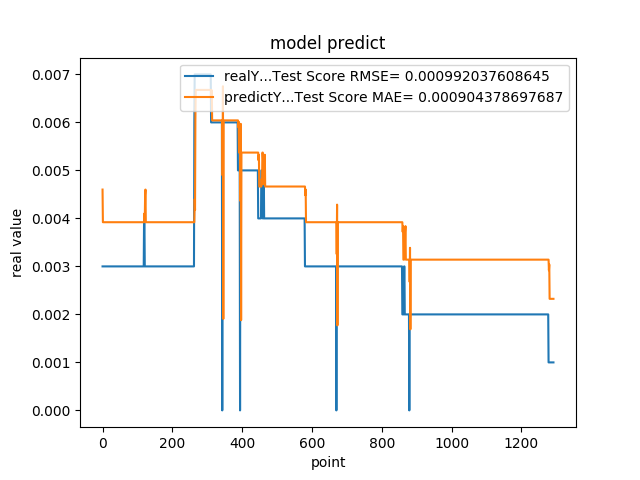 model predict
realY...Test Score RMSE= 0.000992037608645
predictY...Test Score MAE= 0.000904378697687
real value
0.007
0.006
0.005
0.004
0.003
0.002
0.001
0.000
0 200 400 600 800 1000 1200
point